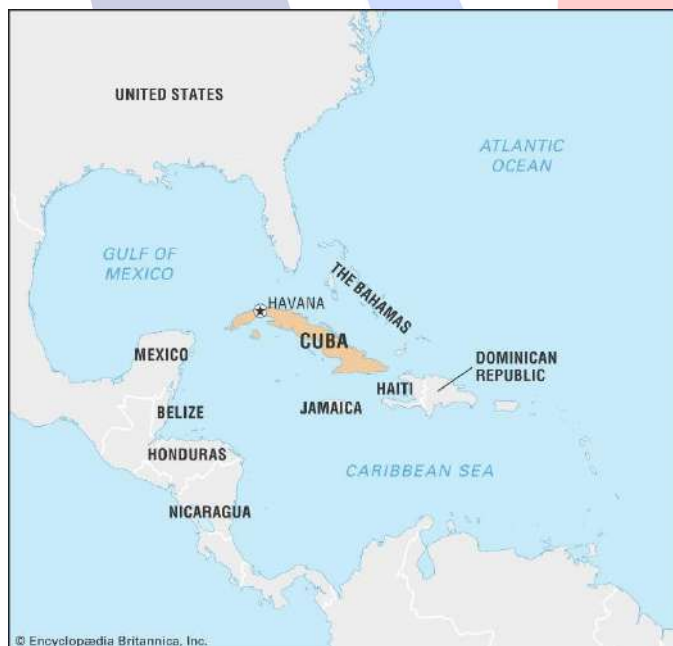 UNITED STATES
ATLANTIC
OCEAN
GULF OF
MEXICO
THE BAHAMAS
HAVANA
CUBA
MEXICO
DOMINICAN
REPUBLIC
HAITI
JAMAICA
BELIZE
HONDURAS
CARIBBEAN SEA
NICARAGUA
© Encyclopædia Britannica, Inc.